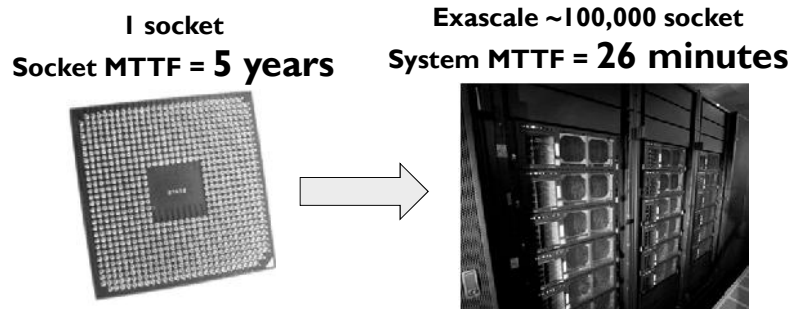 1 socket
Socket MTTF = 5 years
Exascale ~100,000 socket
System MTTF = 26 minutes